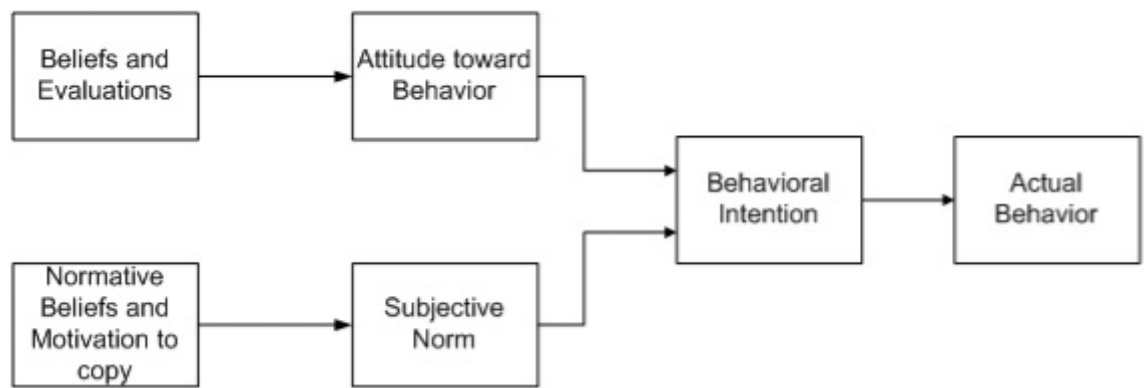 Beliefs and
Evaluations
Attitude toward
Behavior
Behavioral
Intention
Actual
Behavior
Normative
Beliefs and
Motivation to
copy
Subjective
Norm